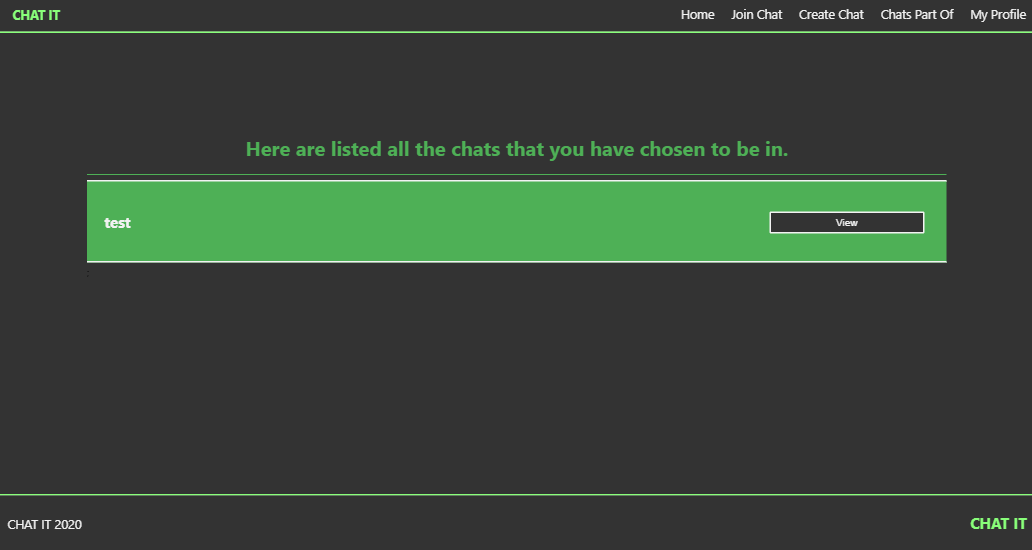 CHAT IT
Home Join Chat Create Chat Chats Part Of My Profile
Here are listed all the chats that you have chosen to be in.
test
View
;
CHAT IT 2020
CHAT IT